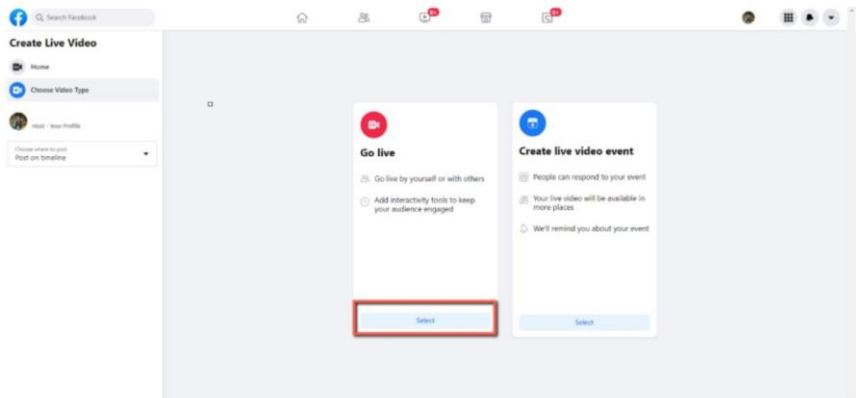 Search Facebook
9+
9+
Create Live Video
Home
Choose Video Type
Host - Your Profile
Choose where to post
Post on timeline
Go live
Go live by yourself or with others
Add interactivity tools to keep
your audience engaged
Select
Create live video event
People can respond to your event
Your live video will be available in
more places
We'll remind you about your event
Select